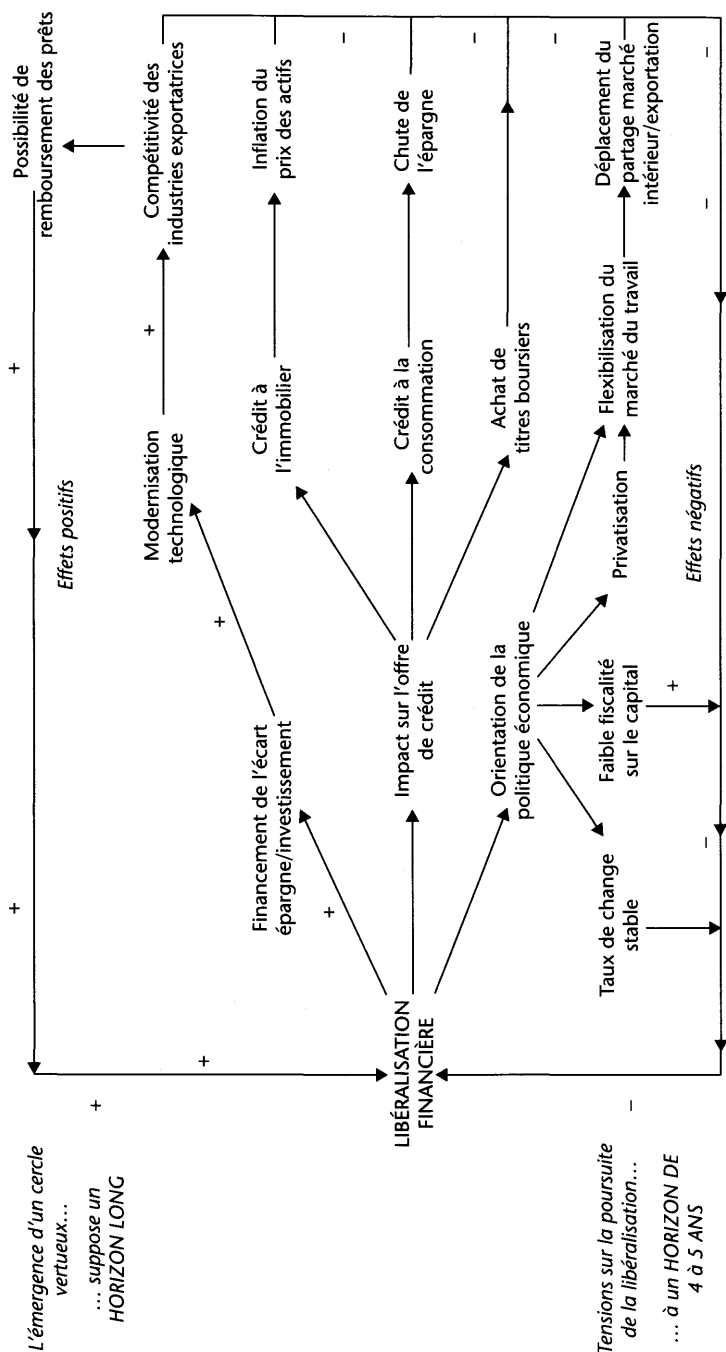 L'émergence d'un cercle
vertueux...
... suppose un
HORIZON LONG
+
+
+
+
Possibilité de
remboursement des prêts
Effets positifs
Modernisation
technologique
+
Compétitivité des
industries exportatrices
+
Financement de l'écart
épargne/investissement
+
Crédit à
l'immobilier
Inflation du
prix des actifs
–
LIBÉRALISATION
FINANCIÈRE
Impact sur l'offre
de crédit
Crédit à la
consommation
Chute de
l'épargne
–
Achat de
titres boursiers
–
Orientation de la
politique économique
Taux de change
stable
Faible fiscalité
sur le capital
Privatisation
Flexibilisation du
marché du travail
Déplacement du
partage marché
intérieur/exportation
–
+
–
–
–
Effets négatifs
–
Tensions sur la poursuite
de la libéralisation...
... à un HORIZON DE
4 à 5 ANS